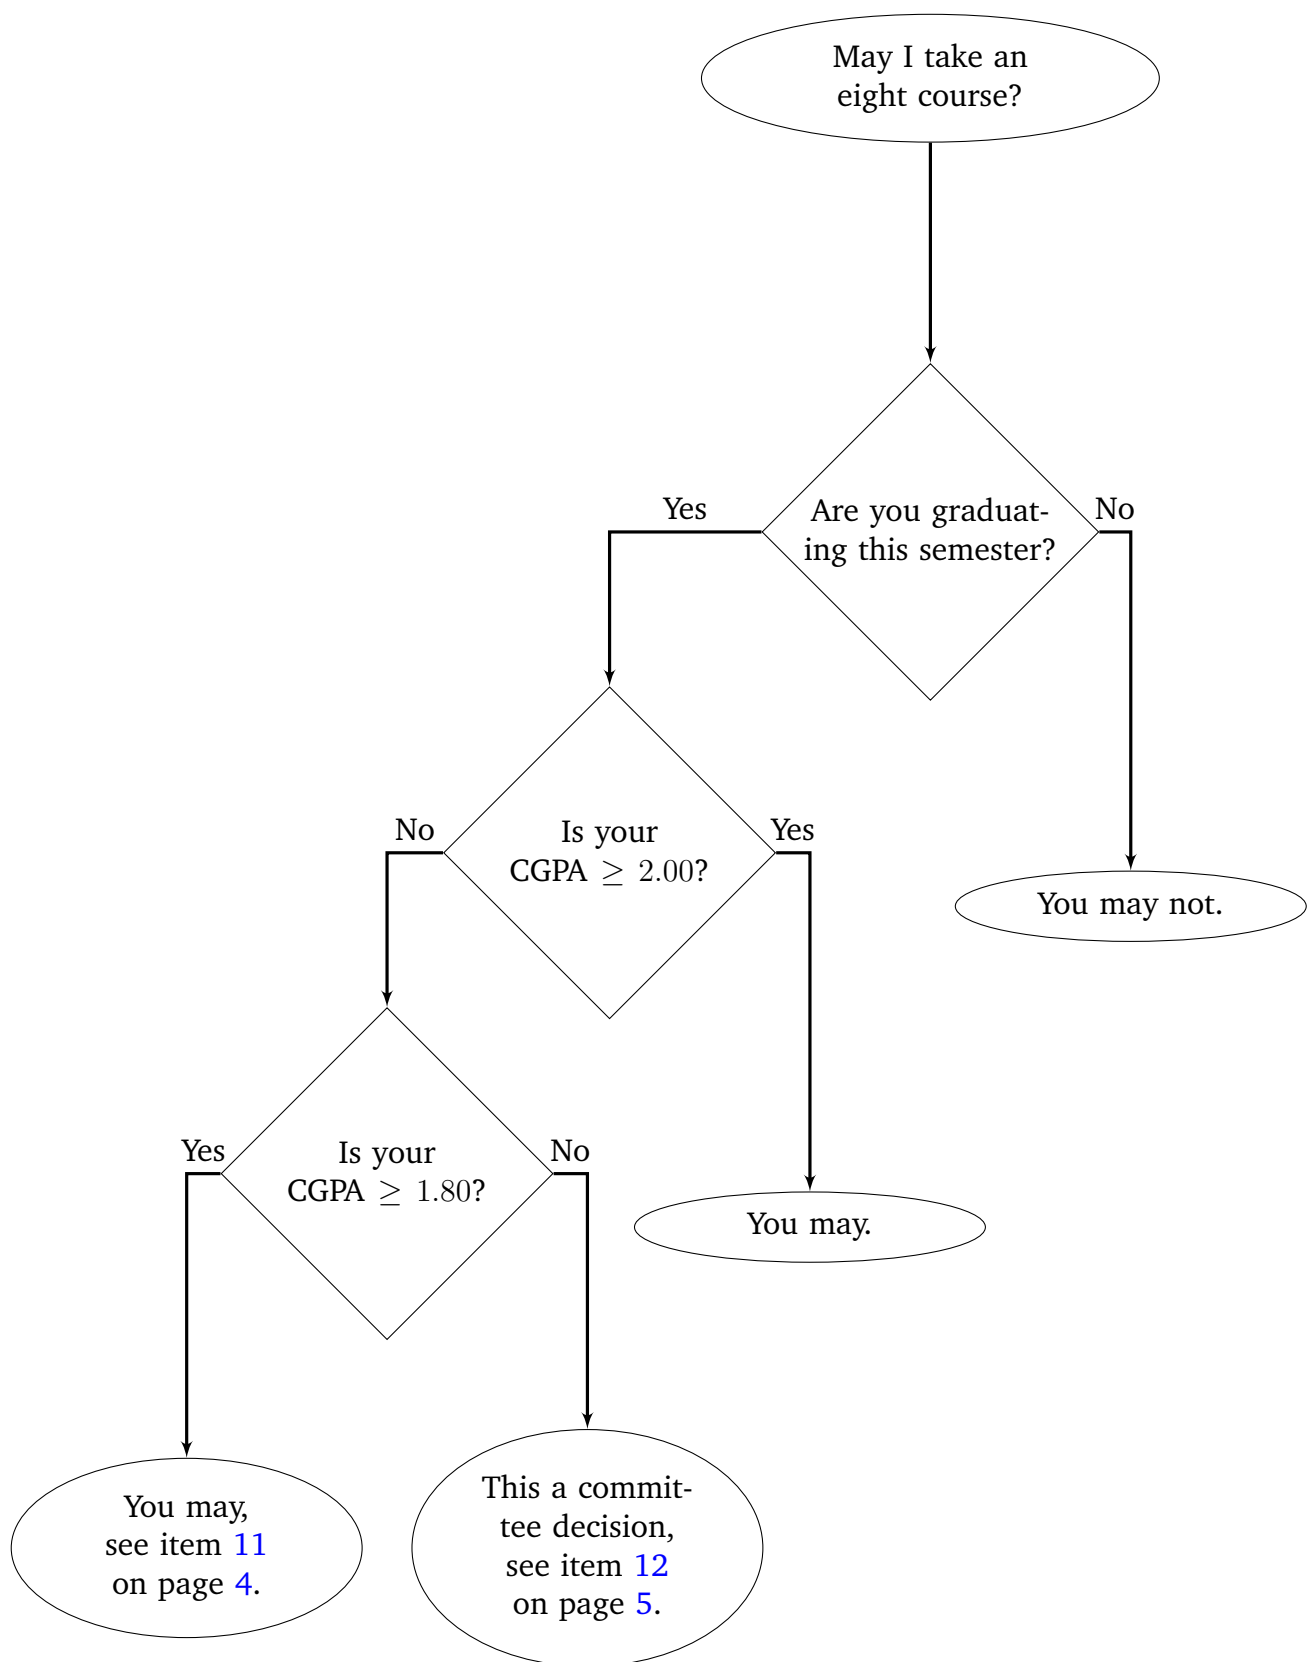 May I take an
eight course?
Yes
Are you graduat-
ing this semester?
No
No
Is your
CGPA ≥ 2.00?
Yes
You may not.
Yes
Is your
CGPA ≥ 1.80?
No
You may.
You may,
see item 11
on page 4.
This a commit-
tee decision,
see item 12
on page 5.